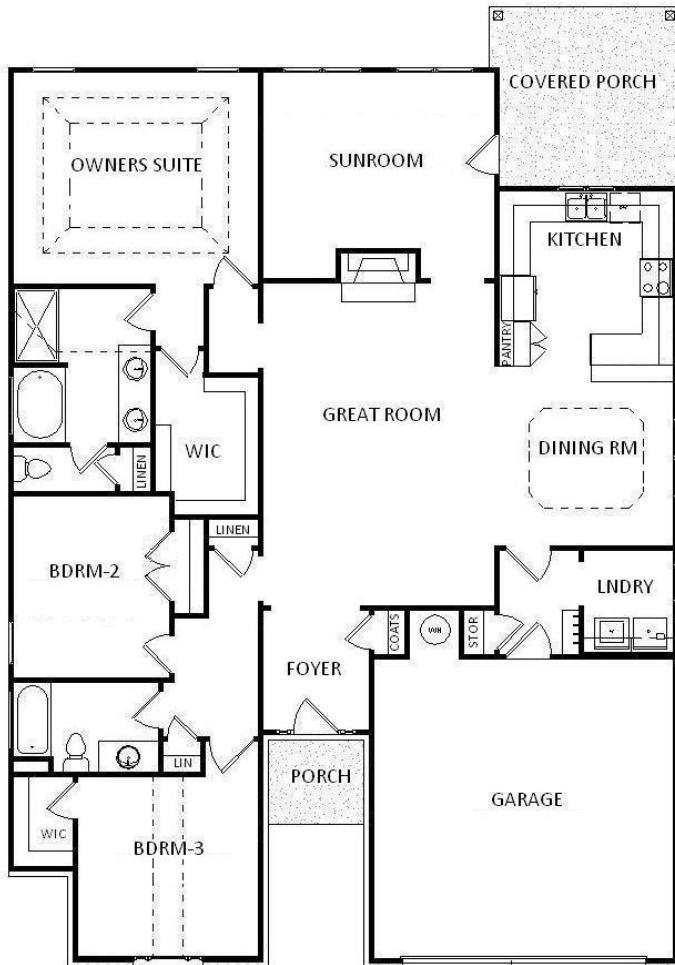 COVERED PORCH
OWNERS SUITE
SUNROOM
KITCHEN
PANTRY
GREAT ROOM
DINING RM
WIC
LINEN
LINEN
BDRM-2
LNDRY
COATS
WH
STOR
FOYER
LIN
PORCH
GARAGE
WIC
BDRM-3